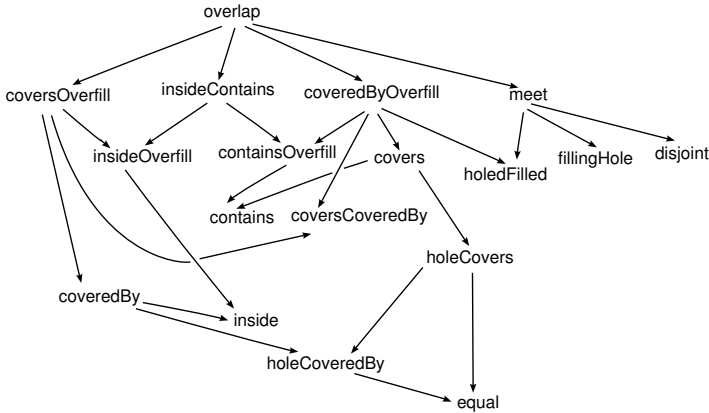 overlap
coversOverfill
insideContains
coveredByOverfill
meet
insideOverfill
containsOverfill
covers
holedFilled
fillingHole
disjoint
contains
coversCoveredBy
holeCovers
coveredBy
inside
holeCoveredBy
equal